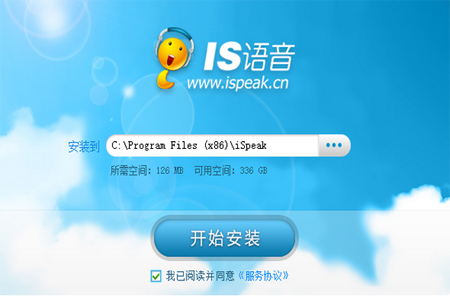 IS语音
www.ispeak.cn
安装到 C:\Program Files (x86)\iSpeak
所需空间: 126 MB 可用空间: 336 GB
开始安装
我已阅读并同意《服务协议》